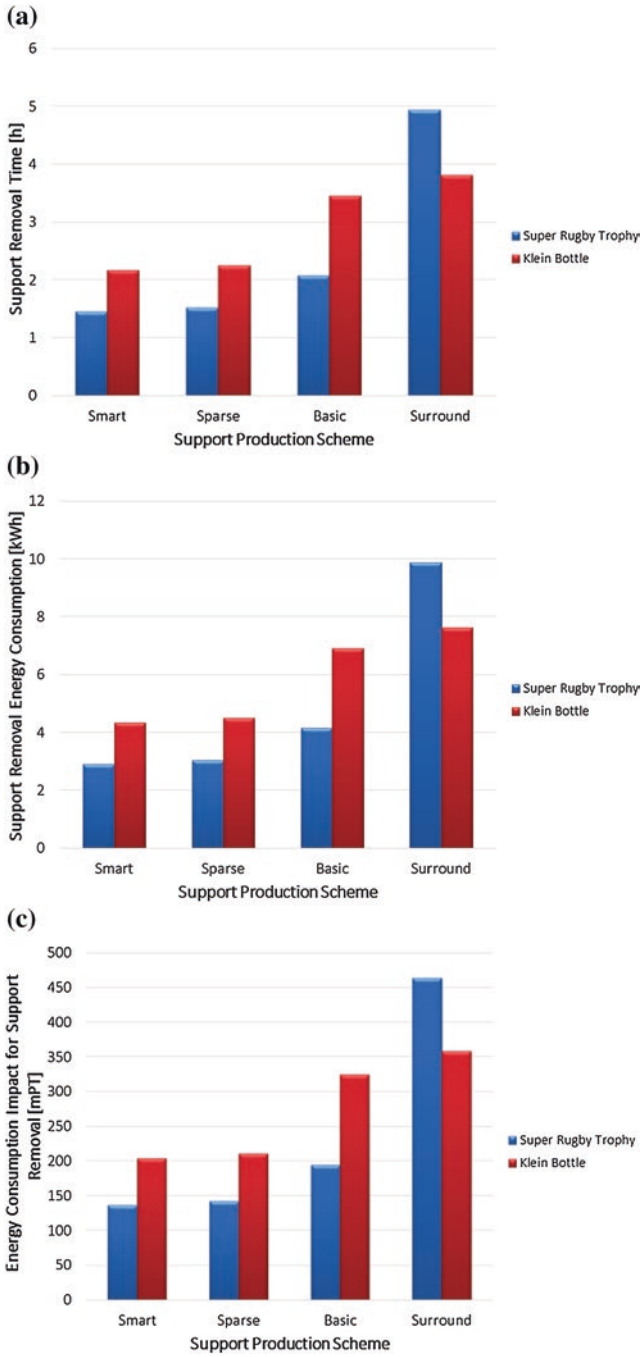 (a)
Support Removal Time [h]
6
5
4
3
2
1
0
Smart
Sparse
Basic
Surround
Support Production Scheme
Super Rugby Trophy
Klein Bottle
(b)
Support Removal Energy Consumption [kWh]
12
10
8
6
4
2
0
Smart
Sparse
Basic
Surround
Support Production Scheme
Super Rugby Trophy
Klein Bottle
(c)
Energy Consumption Impact for Support
Removal [mPT]
500
450
400
350
300
250
200
150
100
50
0
Smart
Sparse
Basic
Surround
Support Production Scheme
Super Rugby Trophy
Klein Bottle